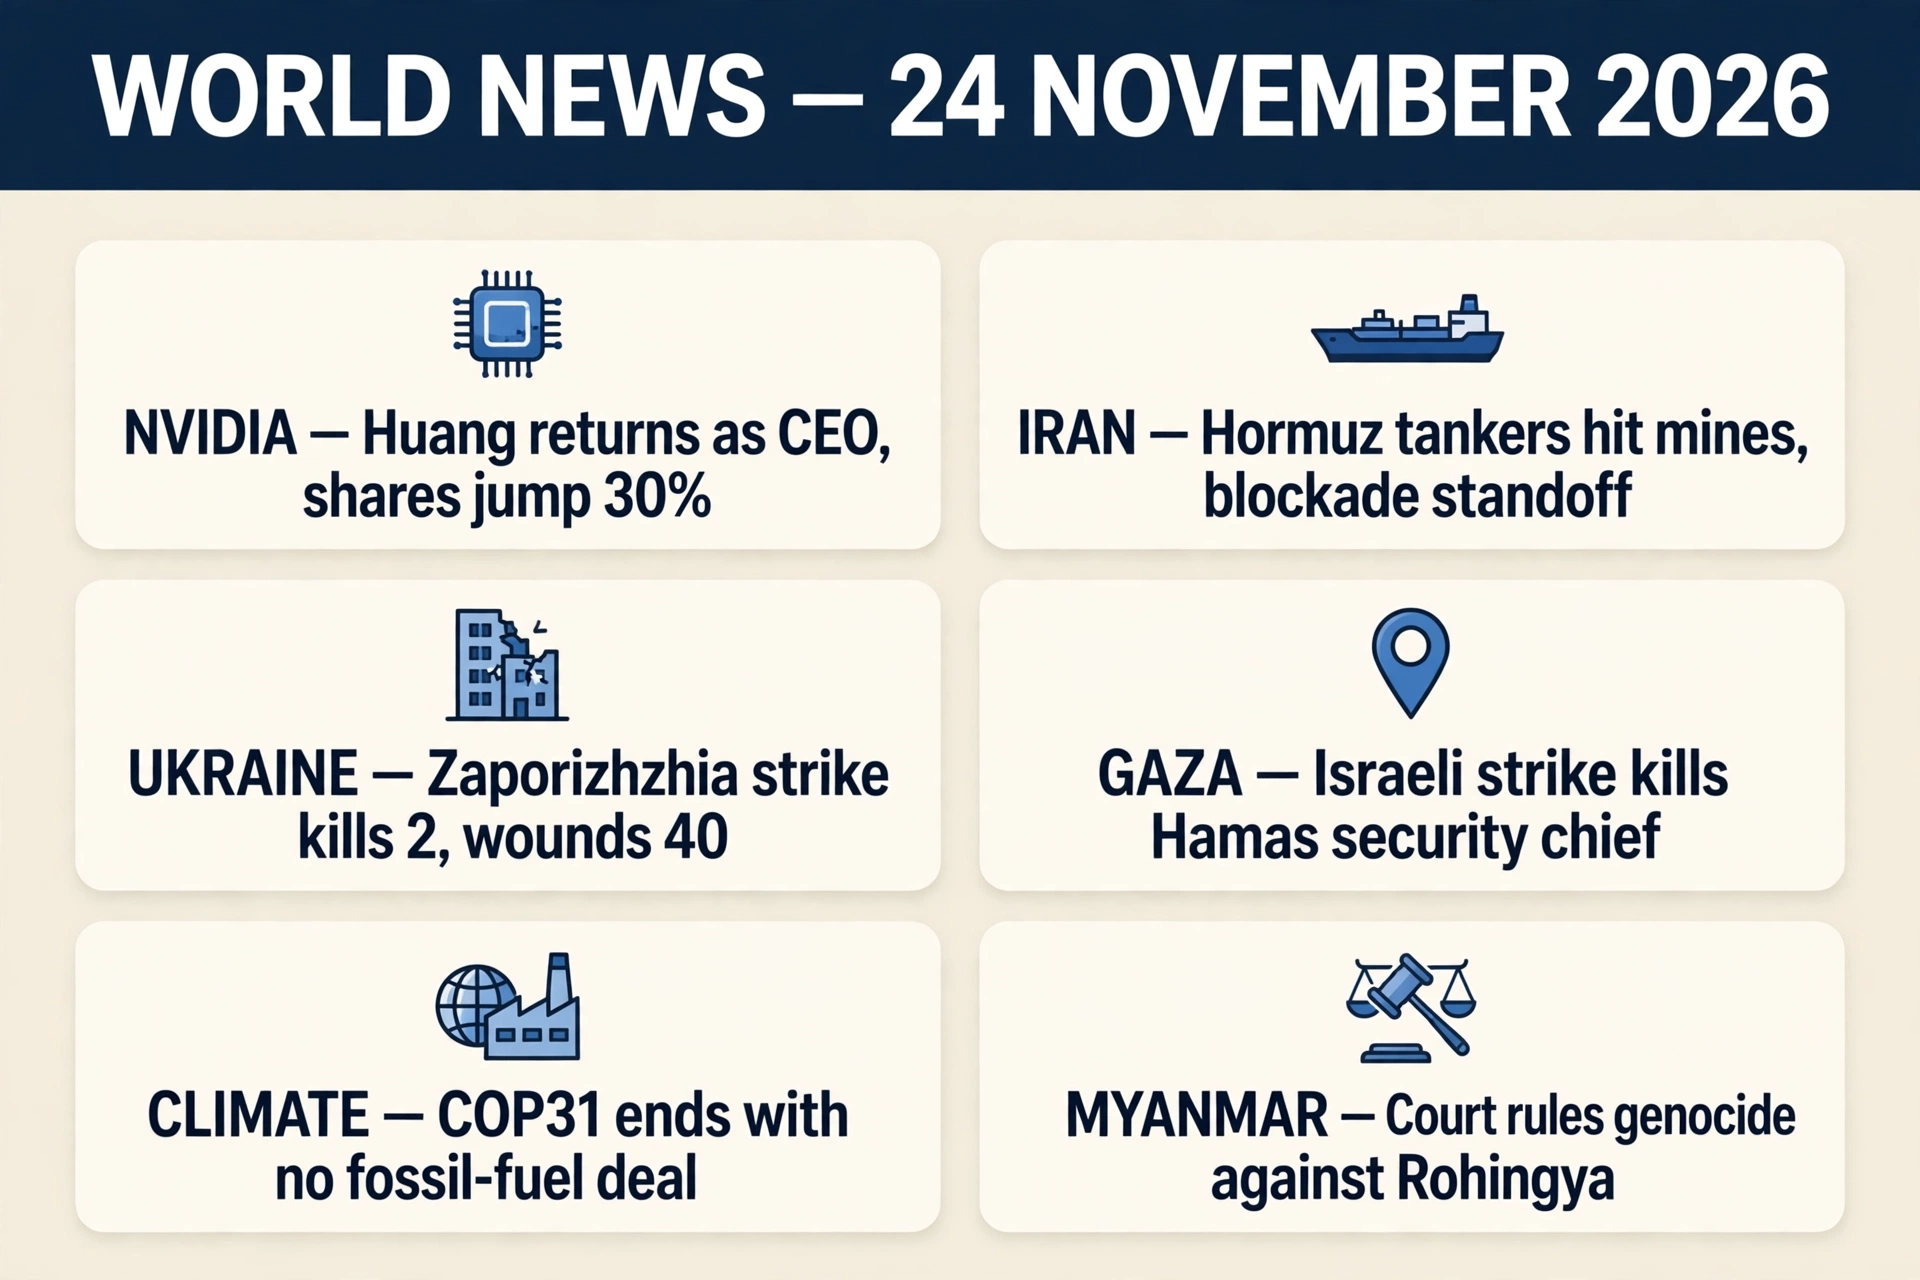 WORLD NEWS — 24 NOVEMBER 2026
NVIDIA — Huang returns as CEO,
shares jump 30%
IRAN — Hormuz tankers hit mines,
blockade standoff
UKRAINE — Zaporizhzhia strike
kills 2, wounds 40
GAZA — Israeli strike kills
Hamas security chief
CLIMATE — COP31 ends with
no fossil-fuel deal
MYANMAR — Court rules genocide
against Rohingya